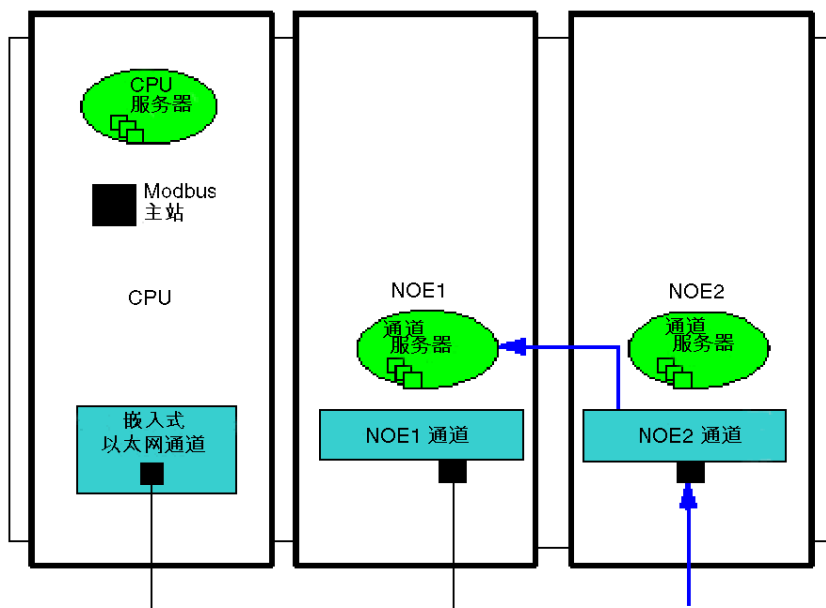 CPU
服务器
Modbus
主站
CPU
嵌入式
以太网通道
NOE1
通道
服务器
NOE1 通道
NOE2
通道
服务器
NOE2 通道